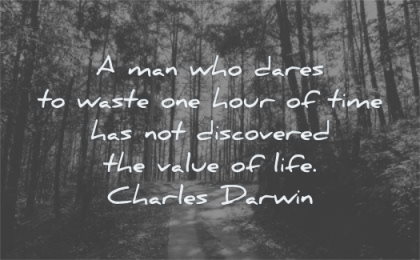 A man who dares
to waste one hour of time
has not discovered
the value of life.
Charles Darwin